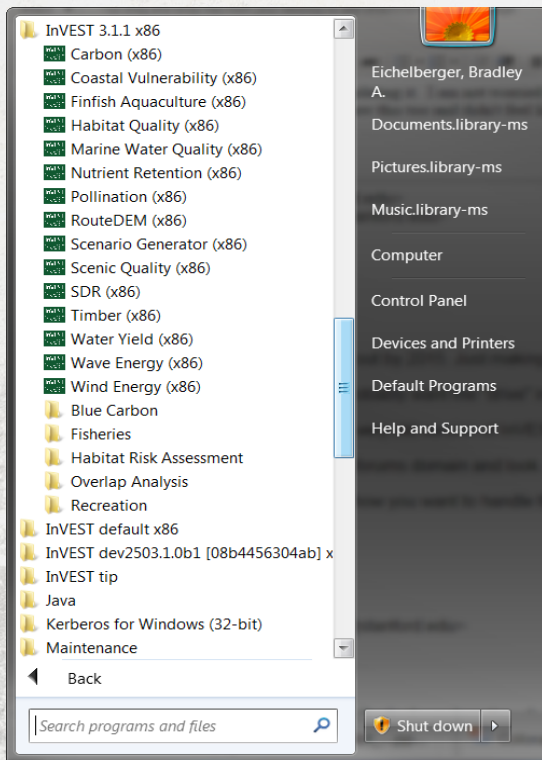 InVEST 3.1.1 x86
Carbon (x86)
Coastal Vulnerability (x86)
Finfish Aquaculture (x86)
Habitat Quality (x86)
Marine Water Quality (x86)
Nutrient Retention (x86)
Pollination (x86)
RouteDEM (x86)
Scenario Generator (x86)
Scenic Quality (x86)
SDR (x86)
Timber (x86)
Water Yield (x86)
Wave Energy (x86)
Wind Energy (x86)
Blue Carbon
Fisheries
Habitat Risk Assessment
Overlap Analysis
Recreation
InVEST default x86
InVEST dev2503.1.0b1 [08b4456304ab] x
InVEST tip
Java
Kerberos for Windows (32-bit)
Maintenance
Back
Search programs and files
Eichelberger, Bradley
A.
Documents.library-ms
Pictures.library-ms
Music.library-ms
Computer
Control Panel
Devices and Printers
Default Programs
Help and Support
Shut down